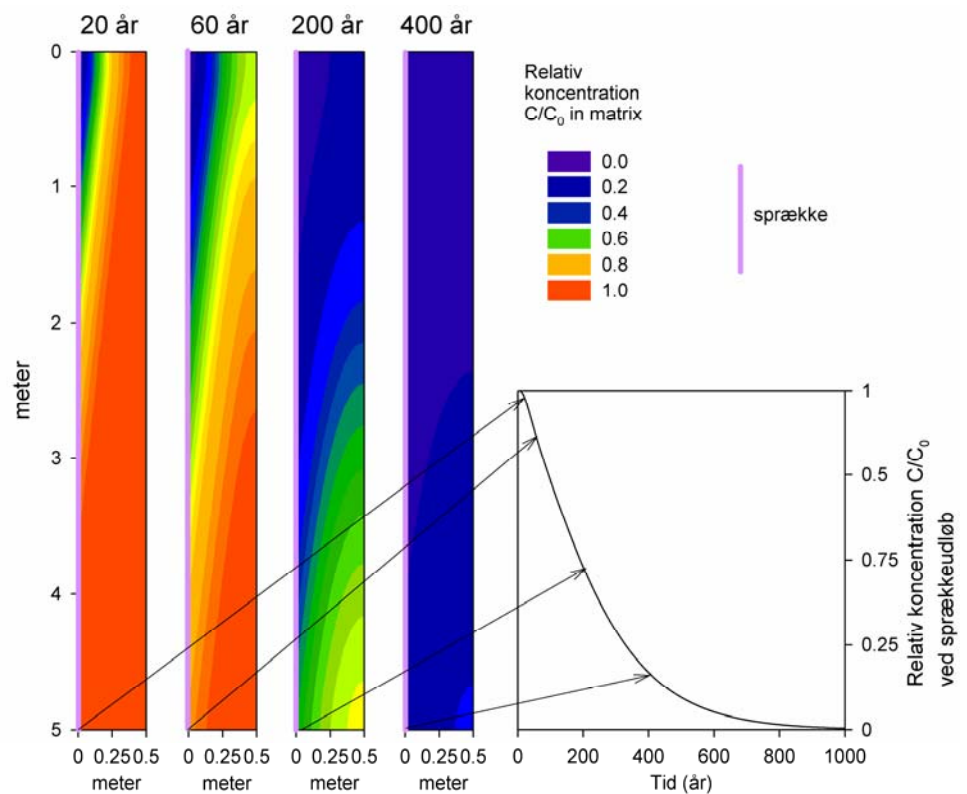 20 år 60 år 200 år 400 år
0
1
2
3
4
5
meter
0 0.25 0.5
meter
0 0.25 0.5
meter
0 0.25 0.5
meter
0 0.25 0.5
meter
Relativ
koncentration
C/C0 in matrix
0.0
0.2
0.4
0.6
0.8
1.0
sprække
1
0.5
0.75
0.25
0
Relativ koncentration C/C0
ved sprækkeudløb
0 200 400 600 800 1000
Tid (år)